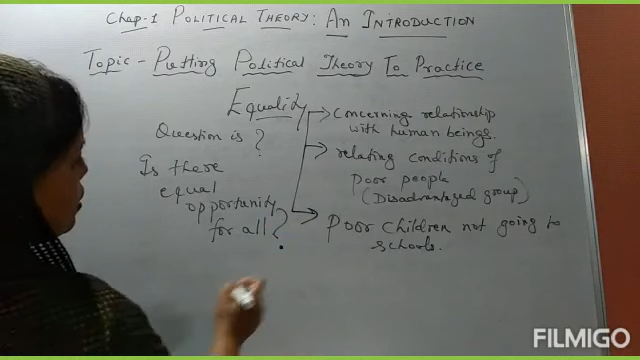 Chap-1 POLITICAL THEORY: An INTRODUCTION
Topic - Putting Political Theory To Practice
Equality
Question is?
Is there
equal
opportunity
for all?
Concerning relationship
with human beings.
relating conditions of
poor people
(Disadvantaged group)
Poor Children not going to
schools.
FILMIGO